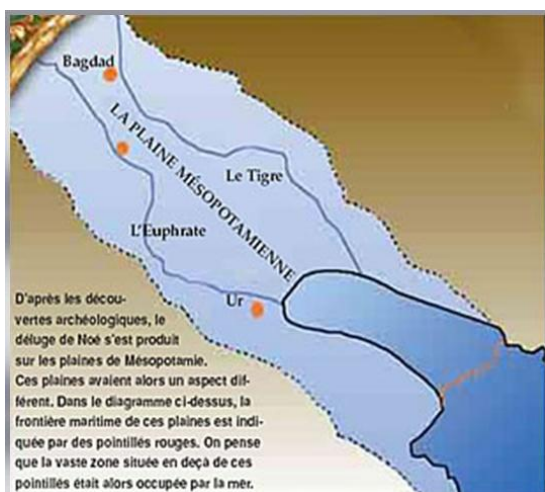 Bagdad
LA PLAINE MÉSOPOTAMIENNE
Le Tigre
L'Euphrate
Ur
D'après les décou-
vertes archéologiques, le
déluge de Noé s'est produit
sur les plaines de Mésopotamie.
Ces plaines avaient alors un aspect dif-
férent. Dans le diagramme ci-dessus, la
frontière maritime de ces plaines est indi-
quée par des pointillés rouges. On pense
que la vaste zone située en deçà de ces
pointillés était alors occupée par la mer.